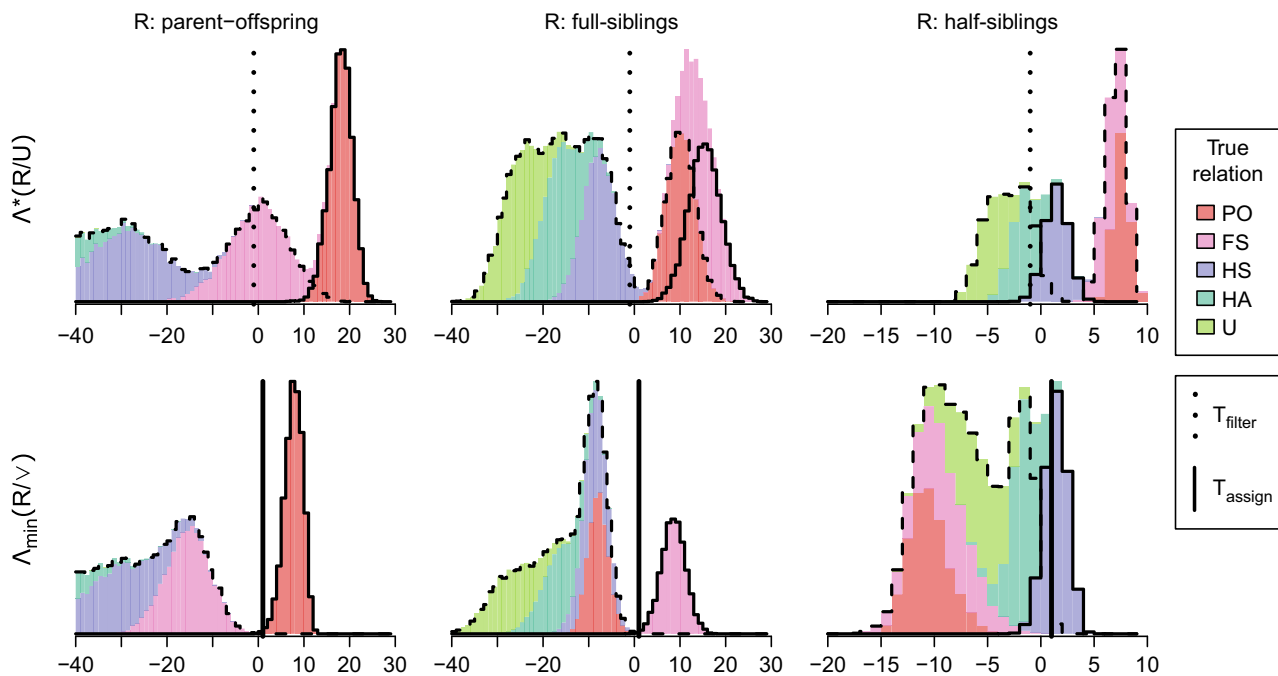 R: parent−offspring
R: full-siblings
R: half-siblings
Λ*(R/U)
−40 −20 0 10 20 30
−40 −20 0 10 20 30
−20 −15 −10 −5 0 5 10
True
relation
PO
FS
HS
HA
U
Λmin(R/∨)
−40 −20 0 10 20 30
−40 −20 0 10 20 30
−20 −15 −10 −5 0 5 10
Tfilter
Tassign